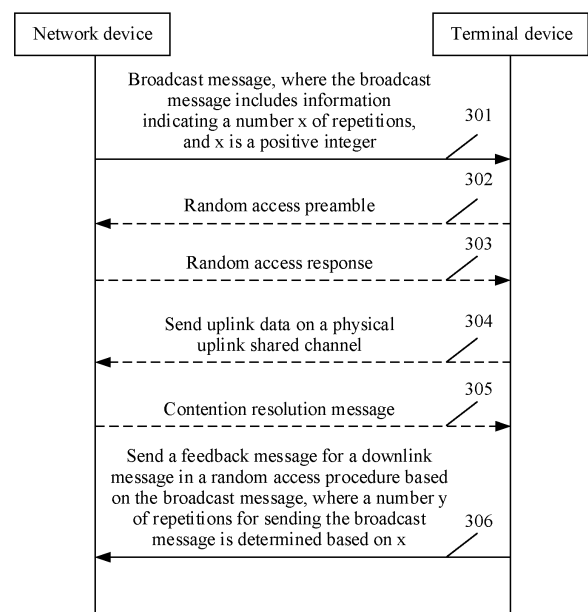 Network device
Terminal device
Broadcast message, where the broadcast
message includes information
indicating a number x of repetitions,
and x is a positive integer
301
302
Random access preamble
303
Random access response
304
Send uplink data on a physical
uplink shared channel
305
Contention resolution message
Send a feedback message for a downlink
message in a random access procedure based
on the broadcast message, where a number y
of repetitions for sending the broadcast
message is determined based on x
306